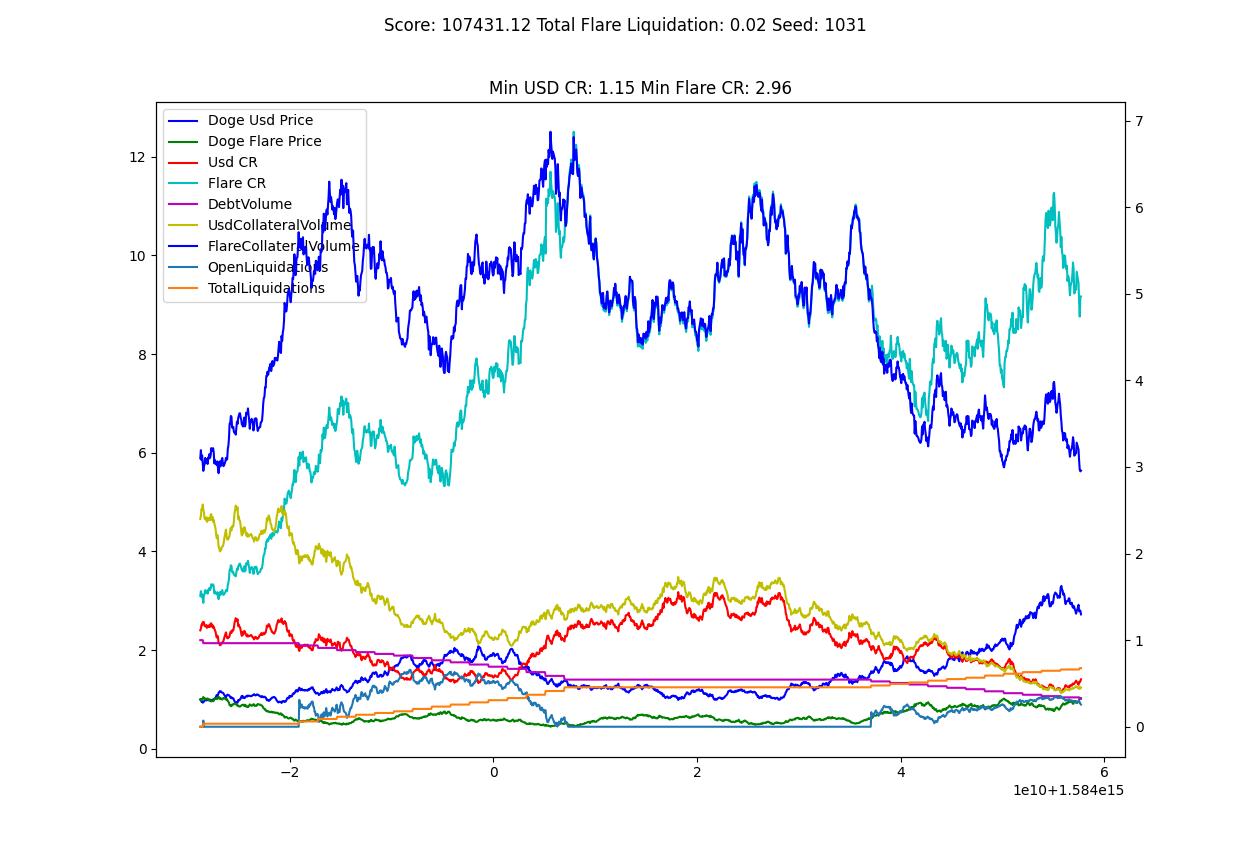 Score: 107431.12 Total Flare Liquidation: 0.02 Seed: 1031
Min USD CR: 1.15 Min Flare CR: 2.96
Doge Usd Price
Doge Flare Price
Usd CR
Flare CR
DebtVolume
UsdCollateralVolume
FlareCollateralVolume
OpenLiquidations
TotalLiquidations
12
10
8
6
4
2
0
7
6
5
4
3
2
1
0
−2
0
2
4
6
1e10+1.584e15